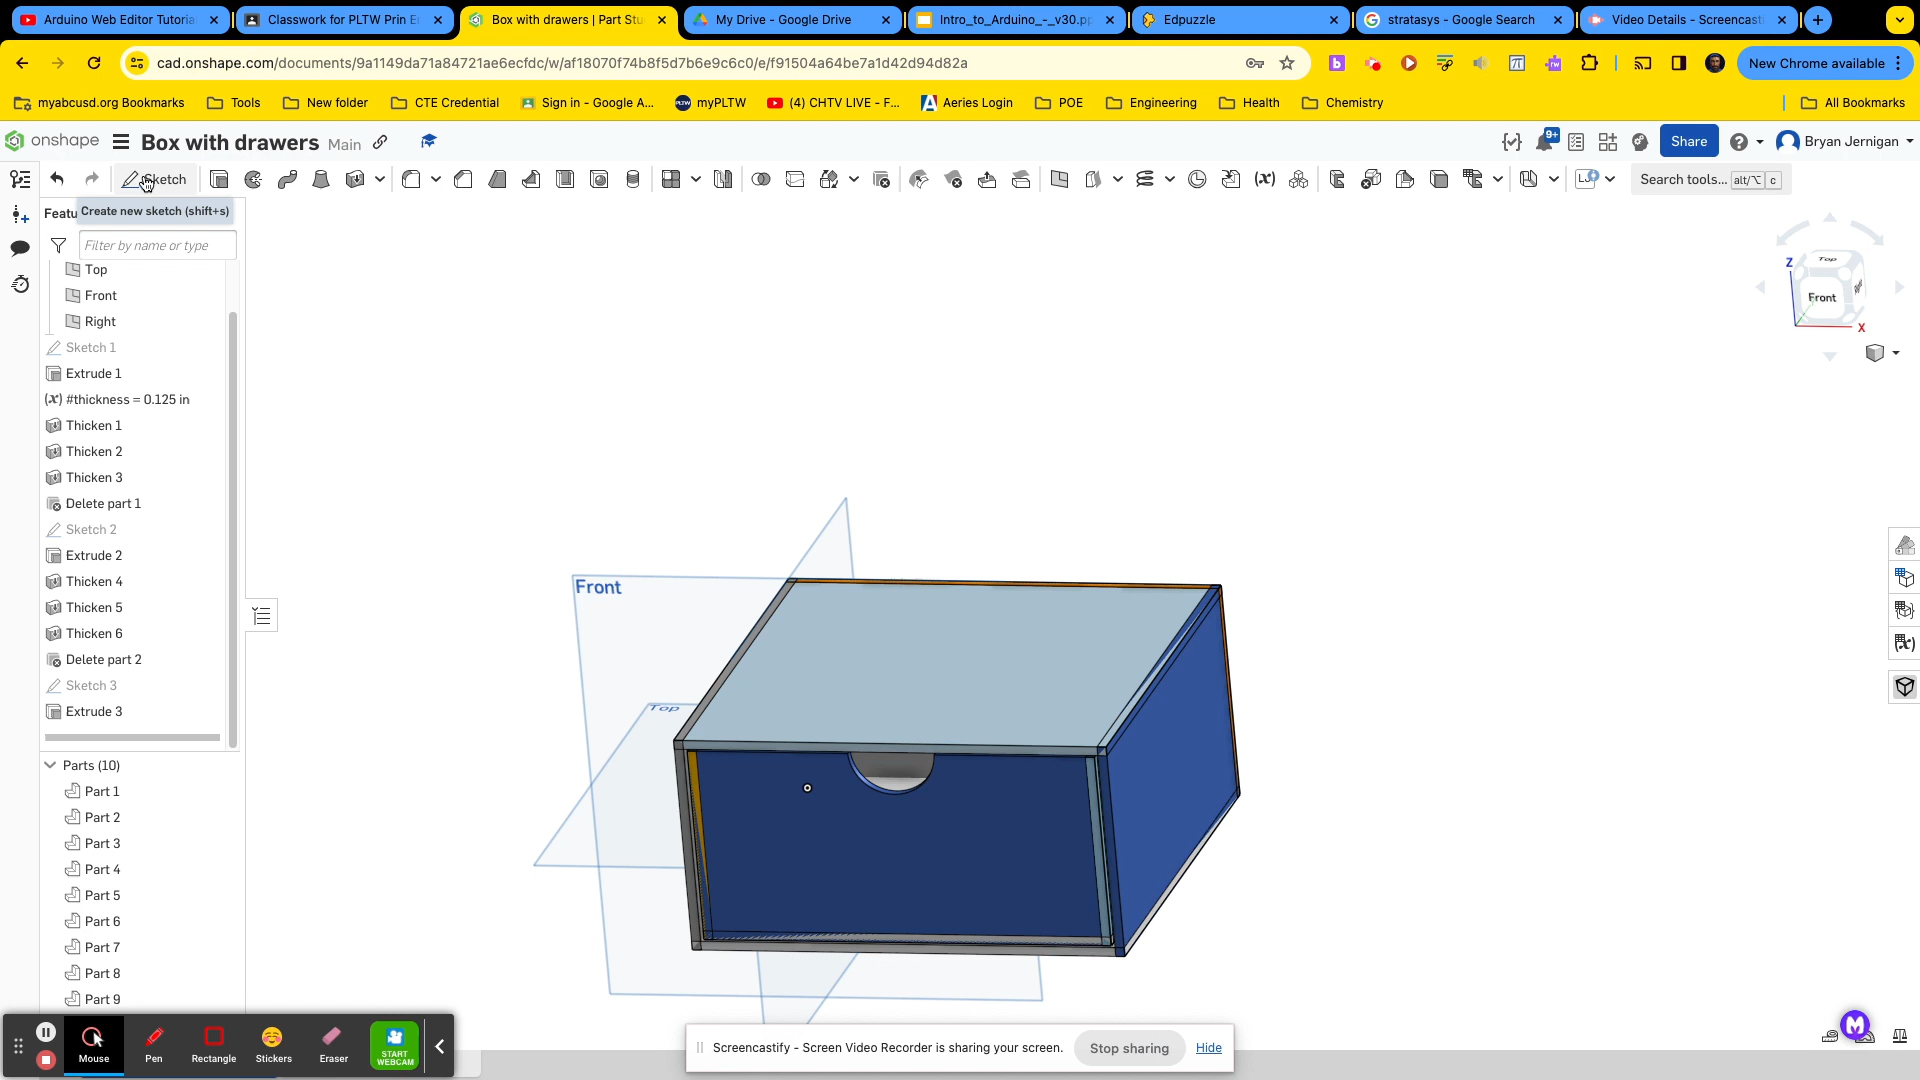 Arduino Web Editor Tutoria
Classwork for PLTW Prin E
Box with drawers | Part Stu
My Drive - Google Drive
Intro_to_Arduino_-_v30.pp
Edpuzzle
stratasys - Google Search
Video Details - Screencast
cad.onshape.com/documents/9a1149da71a84721ae6ecfdc/w/af18070f74b8f5d7b6e9c6c0/e/f91504a64be7a1d42d94d82a
New Chrome available
myabcusd.org Bookmarks
Tools
New folder
CTE Credential
Sign in - Google A...
PLTW
myPLTW
(4) CHTV LIVE - F...
Aeries Login
POE
Engineering
Health
Chemistry
All Bookmarks
onshape
Box with drawers
Main
9+
Share
Bryan Jernigan
Sketch
Search tools... alt/⌥ c
Featu
Create new sketch (shift+s)
Filter by name or type
Top
Front
Right
Sketch 1
Extrude 1
(x) #thickness = 0.125 in
Thicken 1
Thicken 2
Thicken 3
Delete part 1
Sketch 2
Extrude 2
Thicken 4
Thicken 5
Thicken 6
Delete part 2
Sketch 3
Extrude 3
Parts (10)
Part 1
Part 2
Part 3
Part 4
Part 5
Part 6
Part 7
Part 8
Part 9
Front
Top
Z
Top
Front
X
Mouse
Pen
Rectangle
Stickers
Eraser
START
WEBCAM
Screencastify - Screen Video Recorder is sharing your screen.
Stop sharing
Hide